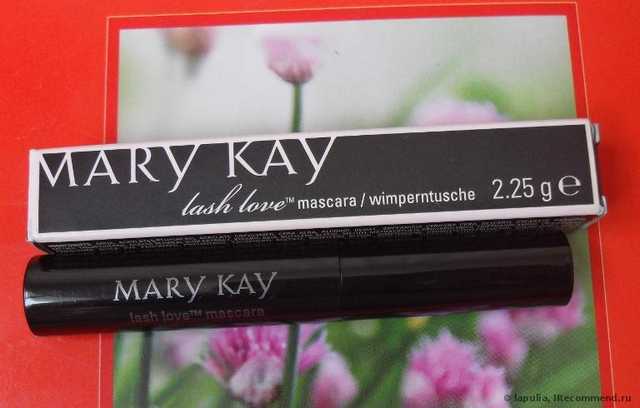 MARY KAY
lash love™ mascara / wimperntusche 2.25 g ℮
MARY KAY
lash love™ mascara
© lapulia, IRecommend.ru